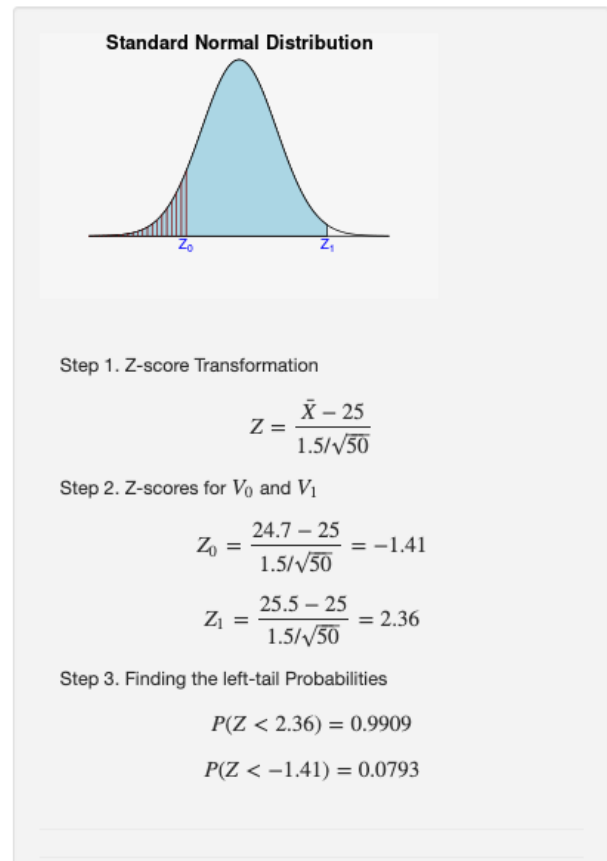 Standard Normal Distribution
Z₀ Z₁
Step 1. Z-score Transformation
Z = (X̄ − 25) / (1.5/√50)
Step 2. Z-scores for V₀ and V₁
Z₀ = (24.7 − 25) / (1.5/√50) = −1.41
Z₁ = (25.5 − 25) / (1.5/√50) = 2.36
Step 3. Finding the left-tail Probabilities
P(Z < 2.36) = 0.9909
P(Z < −1.41) = 0.0793